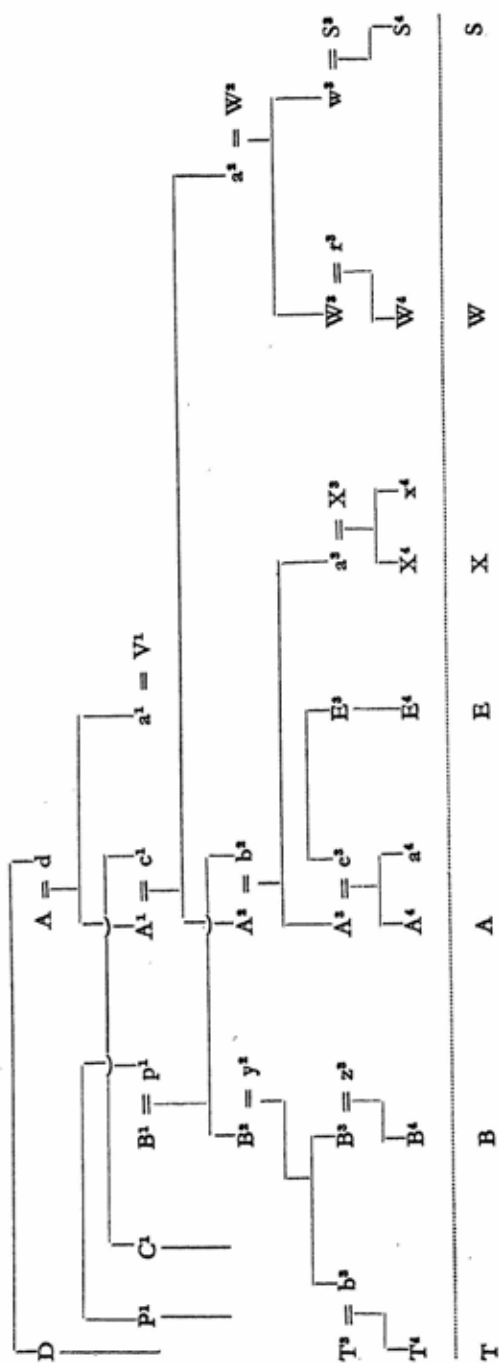 D A = d
P¹ C¹ B¹ = p¹ A¹ = c¹ a¹ = V¹
B² = y² A² = b² a² = W²
T³ = b³ B³ = z³ A³ = c³ E³ a³ = X³ W³ = r³ w³ = S³
T⁴ B⁴ A⁴ a⁴ E⁴ X⁴ x⁴ W⁴ S⁴
T B A E X W S